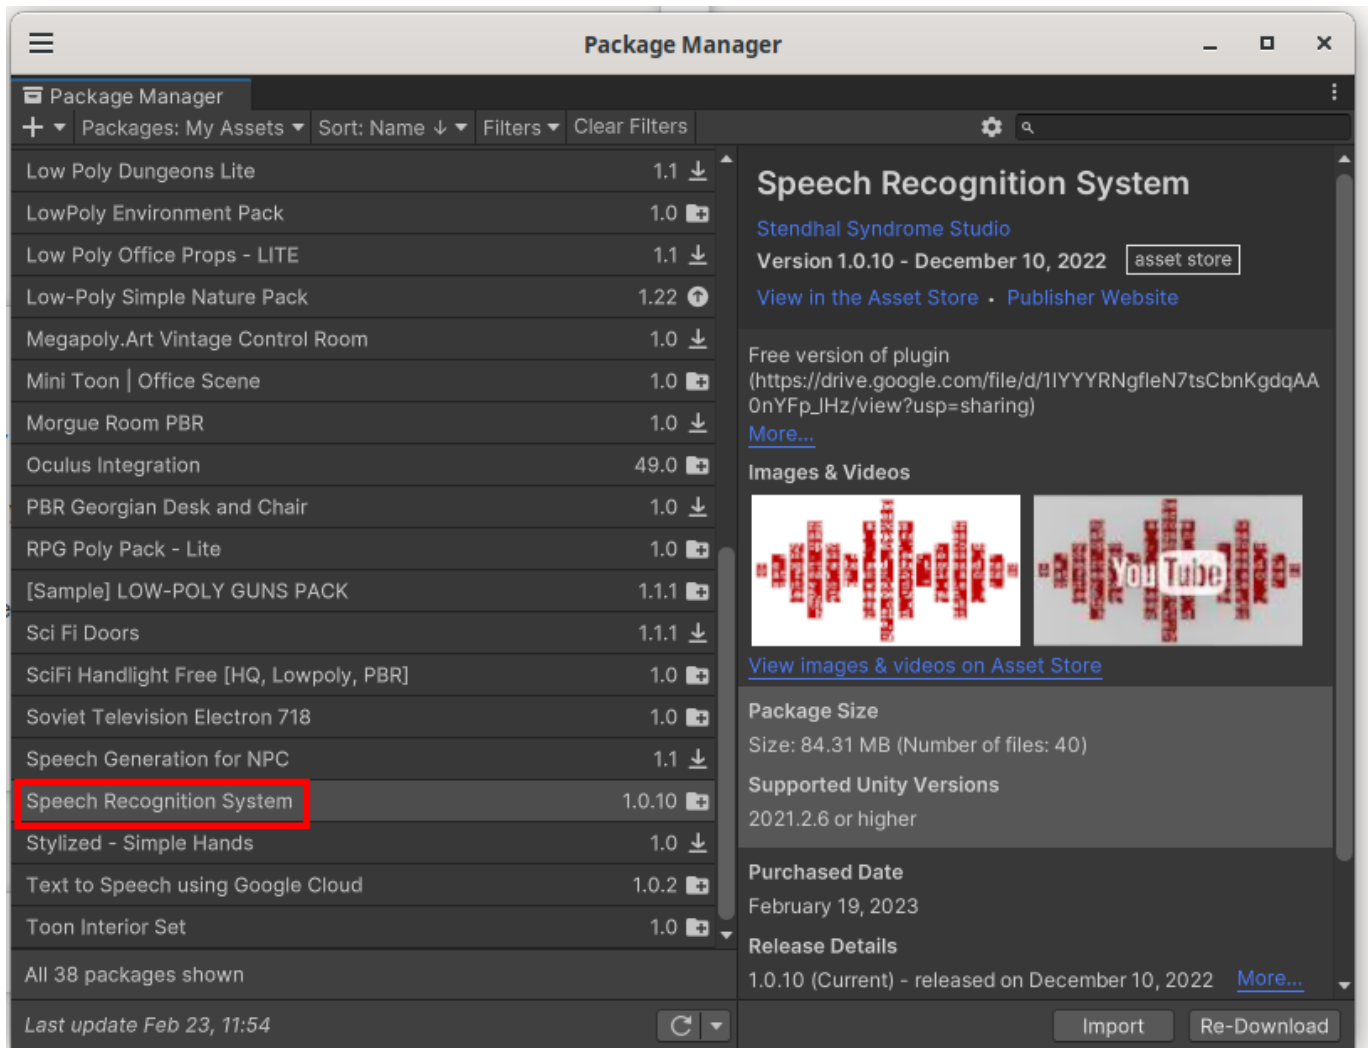 Package Manager
Package Manager
Packages: My Assets Sort: Name Filters Clear Filters
Low Poly Dungeons Lite 1.1
LowPoly Environment Pack 1.0
Low Poly Office Props - LITE 1.1
Low-Poly Simple Nature Pack 1.22
Megapoly.Art Vintage Control Room 1.0
Mini Toon | Office Scene 1.0
Morgue Room PBR 1.0
Oculus Integration 49.0
PBR Georgian Desk and Chair 1.0
RPG Poly Pack - Lite 1.0
[Sample] LOW-POLY GUNS PACK 1.1.1
Sci Fi Doors 1.1.1
SciFi Handlight Free [HQ, Lowpoly, PBR] 1.0
Soviet Television Electron 718 1.0
Speech Generation for NPC 1.1
Speech Recognition System 1.0.10
Stylized - Simple Hands 1.0
Text to Speech using Google Cloud 1.0.2
Toon Interior Set 1.0
All 38 packages shown
Last update Feb 23, 11:54
Speech Recognition System
Stendhal Syndrome Studio
Version 1.0.10 - December 10, 2022 asset store
View in the Asset Store • Publisher Website
Free version of plugin
(https://drive.google.com/file/d/1IYYYRNgfleN7tsCbnKgdqAA
0nYFp_lHz/view?usp=sharing)
More...
Images & Videos
You Tube
View images & videos on Asset Store
Package Size
Size: 84.31 MB (Number of files: 40)
Supported Unity Versions
2021.2.6 or higher
Purchased Date
February 19, 2023
Release Details
1.0.10 (Current) - released on December 10, 2022 More...
Import Re-Download